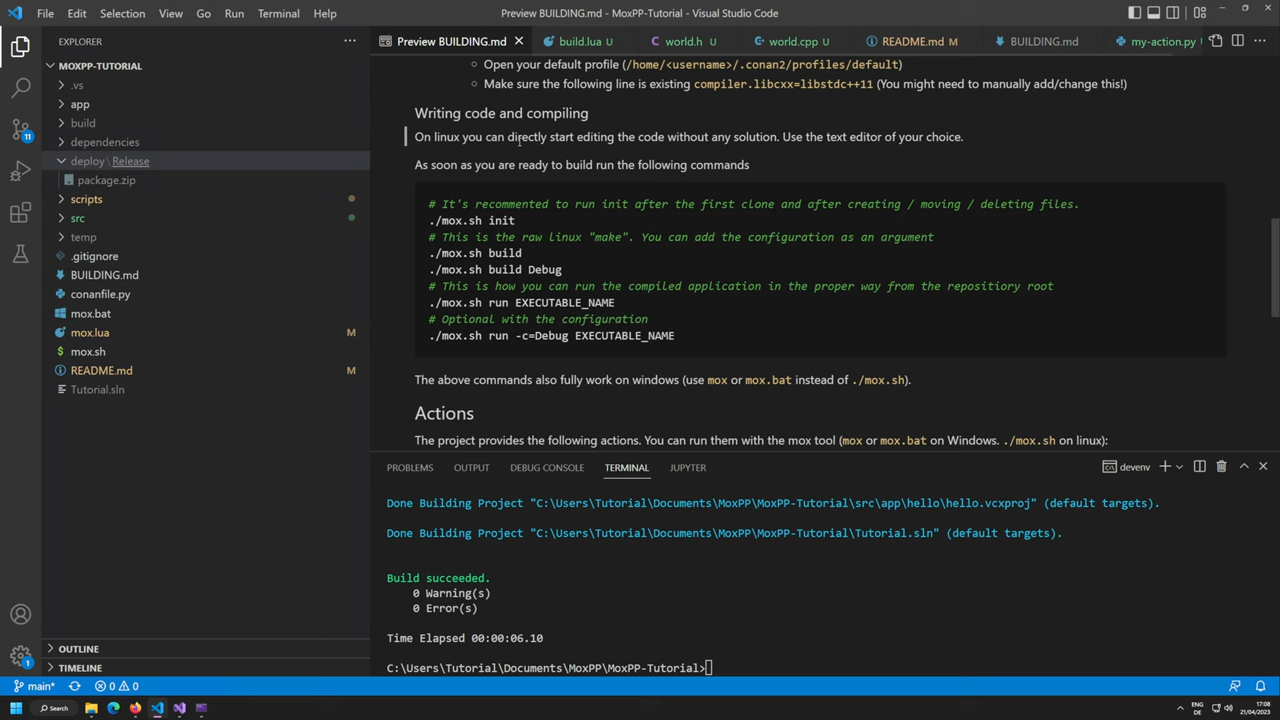 File Edit Selection View Go Run Terminal Help
Preview BUILDING.md - MoxPP-Tutorial - Visual Studio Code
EXPLORER
Preview BUILDING.md
build.lua U
world.h U
world.cpp U
README.md M
BUILDING.md
my-action.py U
MOXPP-TUTORIAL
.vs
app
build
dependencies
deploy \ Release
package.zip
scripts
src
temp
.gitignore
BUILDING.md
conanfile.py
mox.bat
mox.lua M
mox.sh
README.md M
Tutorial.sln
OUTLINE
TIMELINE
11
1
Open your default profile (/home/<username>/.conan2/profiles/default)
Make sure the following line is existing compiler.libcxx=libstdc++11 (You might need to manually add/change this!)
Writing code and compiling
On linux you can directly start editing the code without any solution. Use the text editor of your choice.
As soon as you are ready to build run the following commands
# It's recommented to run init after the first clone and after creating / moving / deleting files.
./mox.sh init
# This is the raw linux "make". You can add the configuration as an argument
./mox.sh build
./mox.sh build Debug
# This is how you can run the compiled application in the proper way from the repositiory root
./mox.sh run EXECUTABLE_NAME
# Optional with the configuration
./mox.sh run -c=Debug EXECUTABLE_NAME
The above commands also fully work on windows (use mox or mox.bat instead of ./mox.sh).
Actions
The project provides the following actions. You can run them with the mox tool (mox or mox.bat on Windows. ./mox.sh on linux):
PROBLEMS OUTPUT DEBUG CONSOLE TERMINAL JUPYTER
devenv
Done Building Project "C:\Users\Tutorial\Documents\MoxPP\MoxPP-Tutorial\src\app\hello\hello.vcxproj" (default targets).
Done Building Project "C:\Users\Tutorial\Documents\MoxPP\MoxPP-Tutorial\Tutorial.sln" (default targets).
Build succeeded.
0 Warning(s)
0 Error(s)
Time Elapsed 00:00:06.10
C:\Users\Tutorial\Documents\MoxPP\MoxPP-Tutorial>
main* 0 0
Search
ENG
DE
17:08
21/04/2023